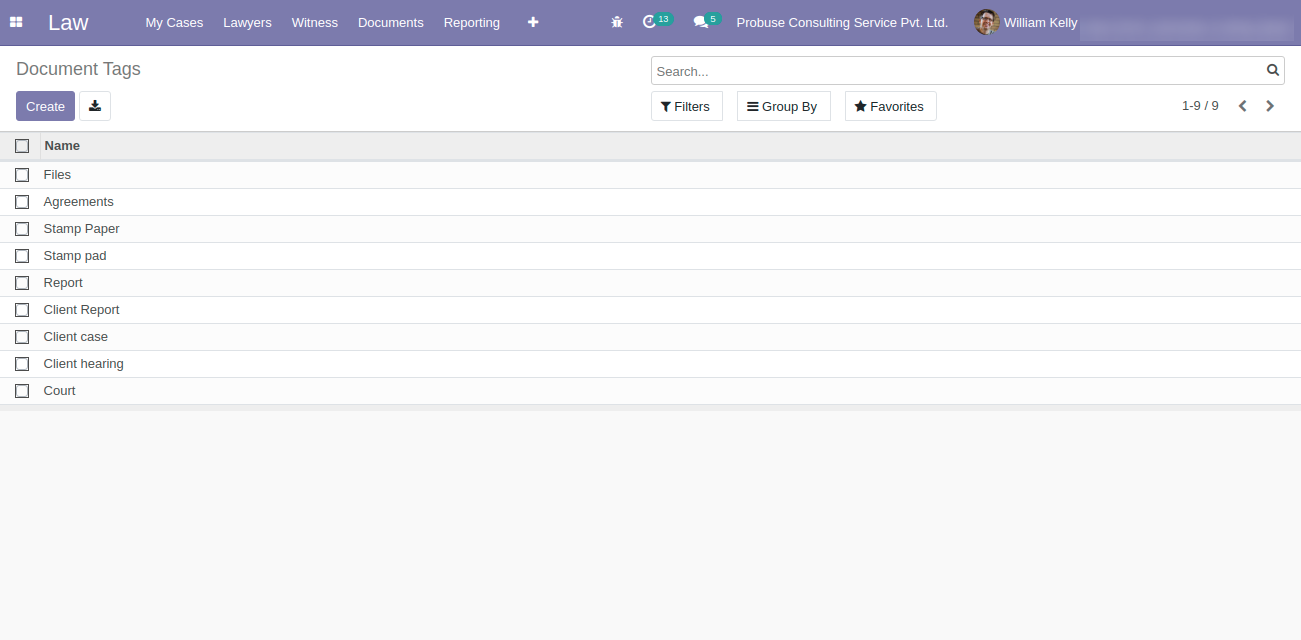 Law My Cases Lawyers Witness Documents Reporting 13 5 Probuse Consulting Service Pvt. Ltd. William Kelly
Document Tags
Search...
Create Filters Group By Favorites 1-9 / 9
Name
Files
Agreements
Stamp Paper
Stamp pad
Report
Client Report
Client case
Client hearing
Court